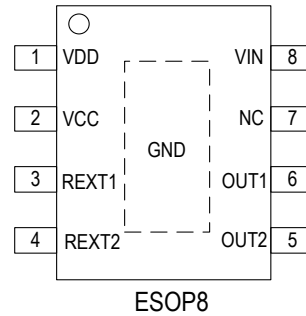 1 VDD VIN 8
2 VCC NC 7
GND
3 REXT1 OUT1 6
4 REXT2 OUT2 5
ESOP8